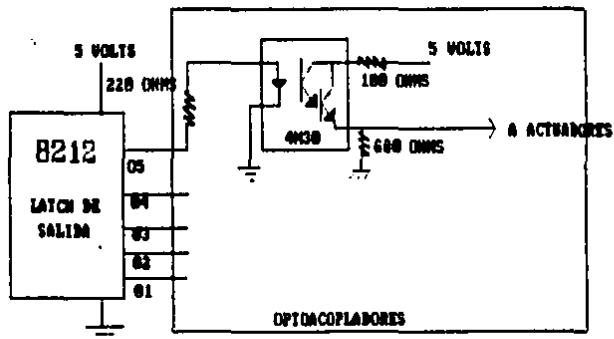 5 VOLTS
220 OHMS
5 VOLTS
100 OHMS
4N30
A ACTUADORES
600 OHMS
8212
LATCH DE
SALIDA
O5
O4
O3
O2
O1
OPTOACOPLADORES